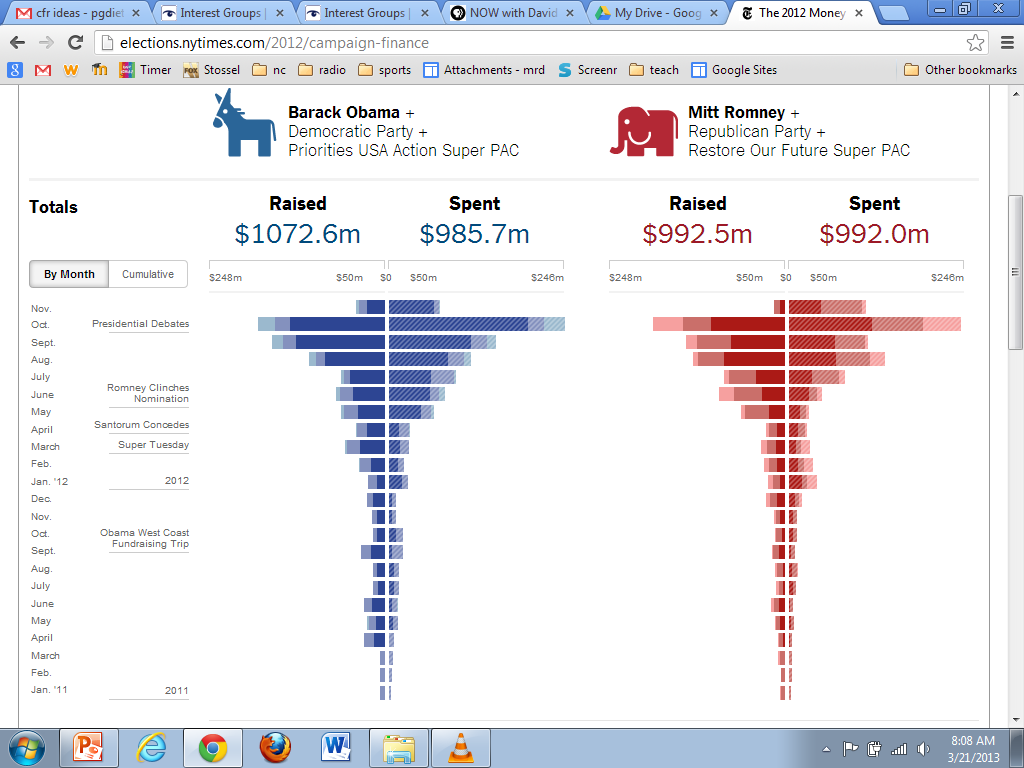 cfr ideas - pgdiet
Interest Groups |
Interest Groups |
NOW with David
My Drive - Goog
The 2012 Money
elections.nytimes.com/2012/campaign-finance
Timer
Stossel
nc
radio
sports
Attachments - mrd
Screenr
teach
Google Sites
Other bookmarks
Barack Obama +
Democratic Party +
Priorities USA Action Super PAC
Mitt Romney +
Republican Party +
Restore Our Future Super PAC
Totals
Raised
$1072.6m
Spent
$985.7m
Raised
$992.5m
Spent
$992.0m
By Month
Cumulative
$248m $50m $0 $50m $246m
$248m $50m $0 $50m $246m
Nov.
Oct. Presidential Debates
Sept.
Aug.
July
Romney Clinches
June Nomination
May
April Santorum Concedes
March Super Tuesday
Feb.
Jan. '12 2012
Dec.
Nov.
Oct. Obama West Coast
Fundraising Trip
Sept.
Aug.
July
June
May
April
March
Feb.
Jan. '11 2011
8:08 AM
3/21/2013